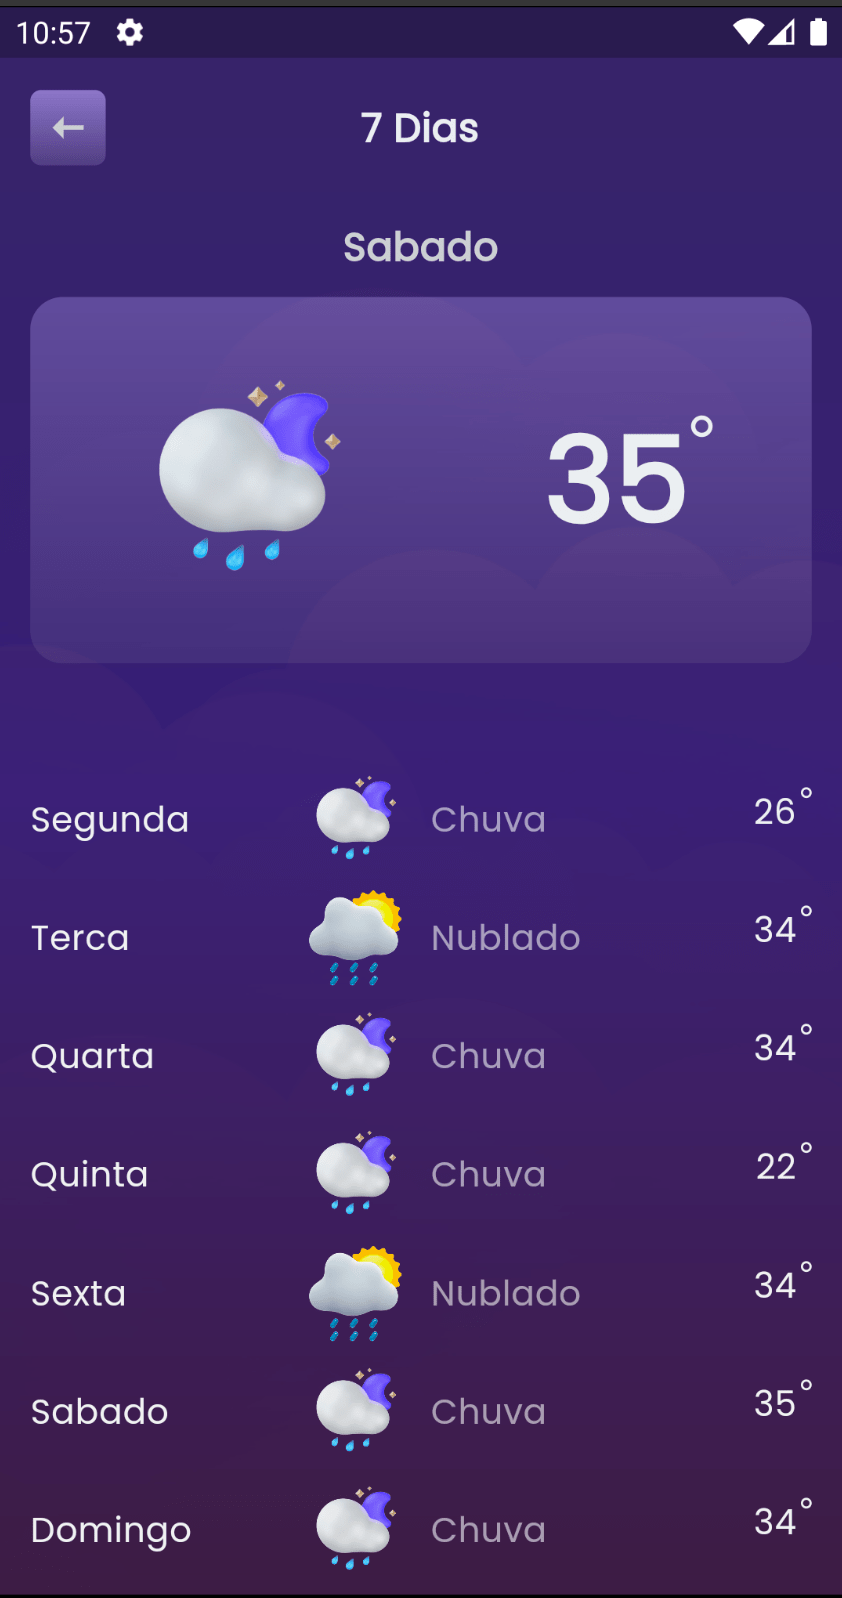 10:57
7 Dias
Sabado
35°
Segunda Chuva 26°
Terca Nublado 34°
Quarta Chuva 34°
Quinta Chuva 22°
Sexta Nublado 34°
Sabado Chuva 35°
Domingo Chuva 34°